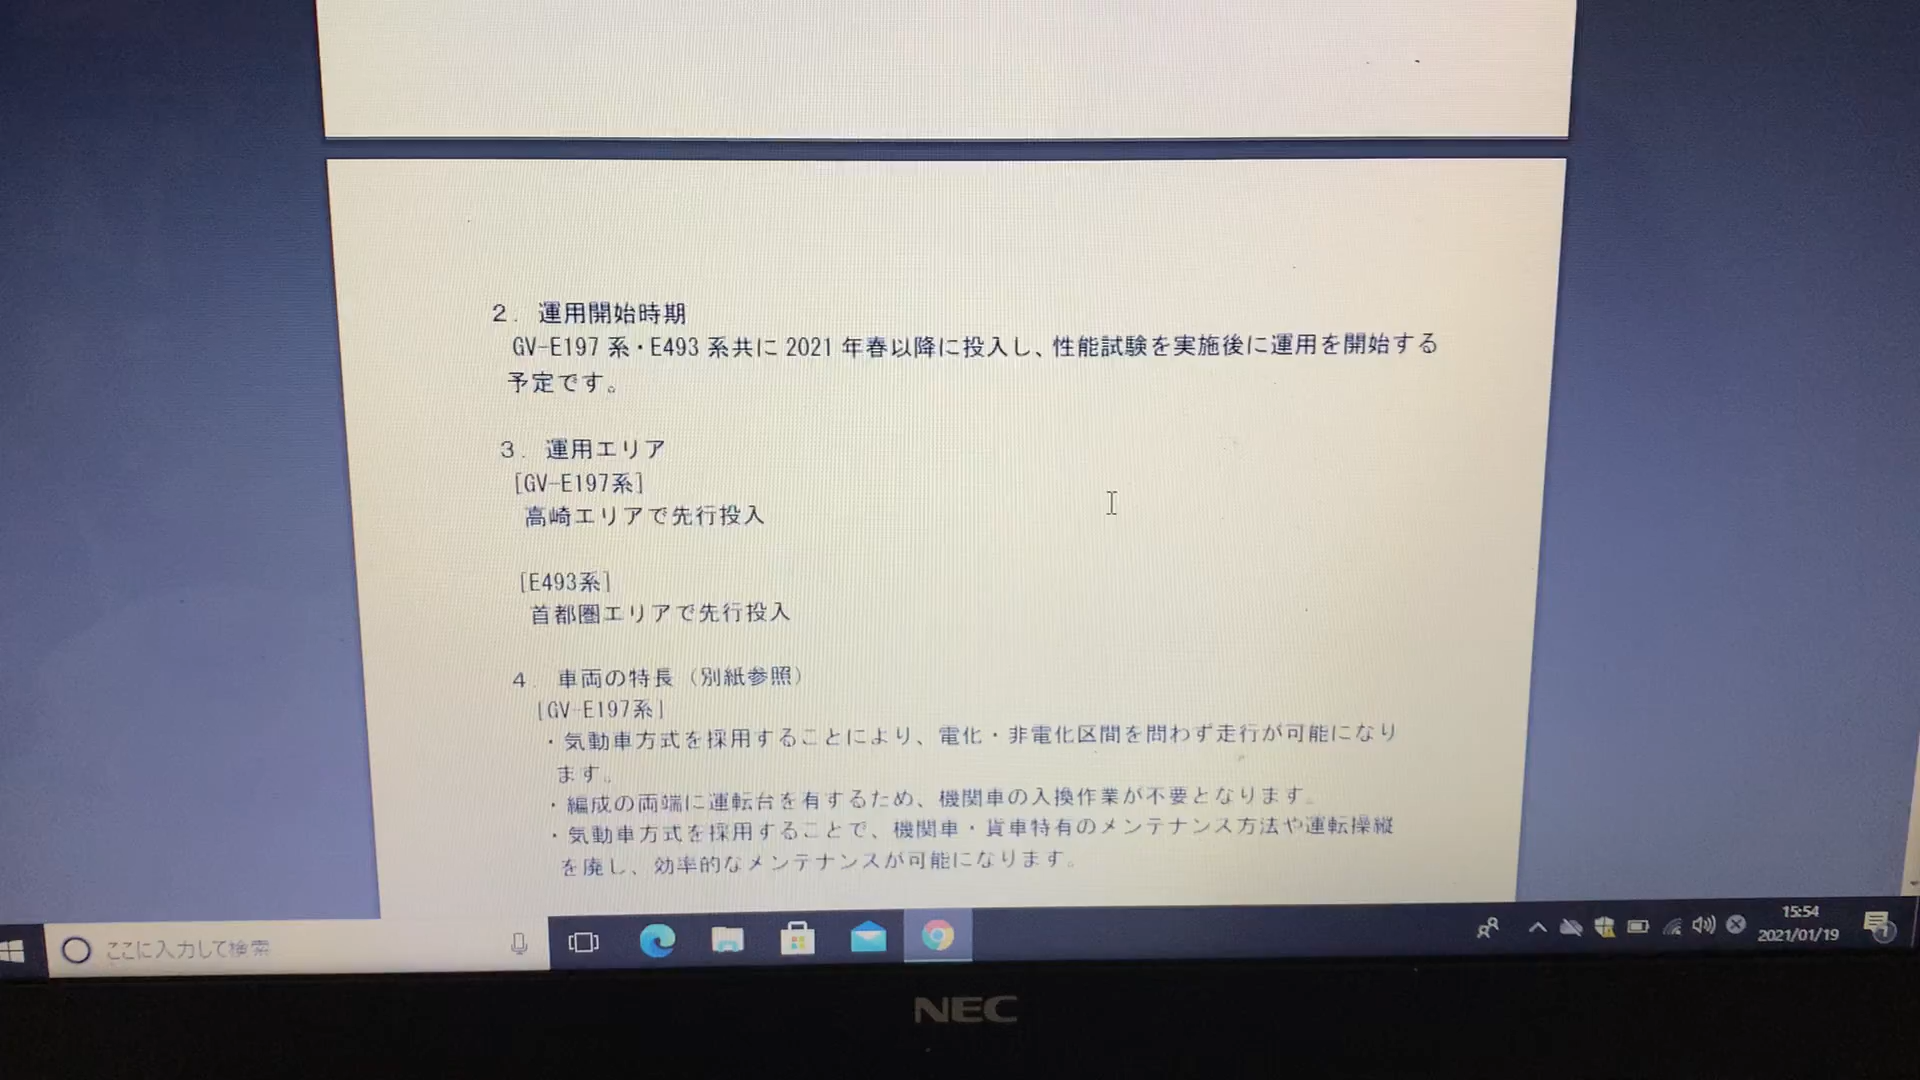 2. 運用開始時期
GV-E197系・E493系共に2021年春以降に投入し、性能試験を実施後に運用を開始する
予定です。
3. 運用エリア
[GV-E197系]
高崎エリアで先行投入
[E493系]
首都圏エリアで先行投入
4. 車両の特長（別紙参照）
[GV-E197系]
・気動車方式を採用することにより、電化・非電化区間を問わず走行が可能になり
ます。
・編成の両端に運転台を有するため、機関車の入換作業が不要となります。
・気動車方式を採用することで、機関車・貨車特有のメンテナンス方法や運転操縦
を廃し、効率的なメンテナンスが可能になります。
ここに入力して検索
15:54
2021/01/19
1
NEC